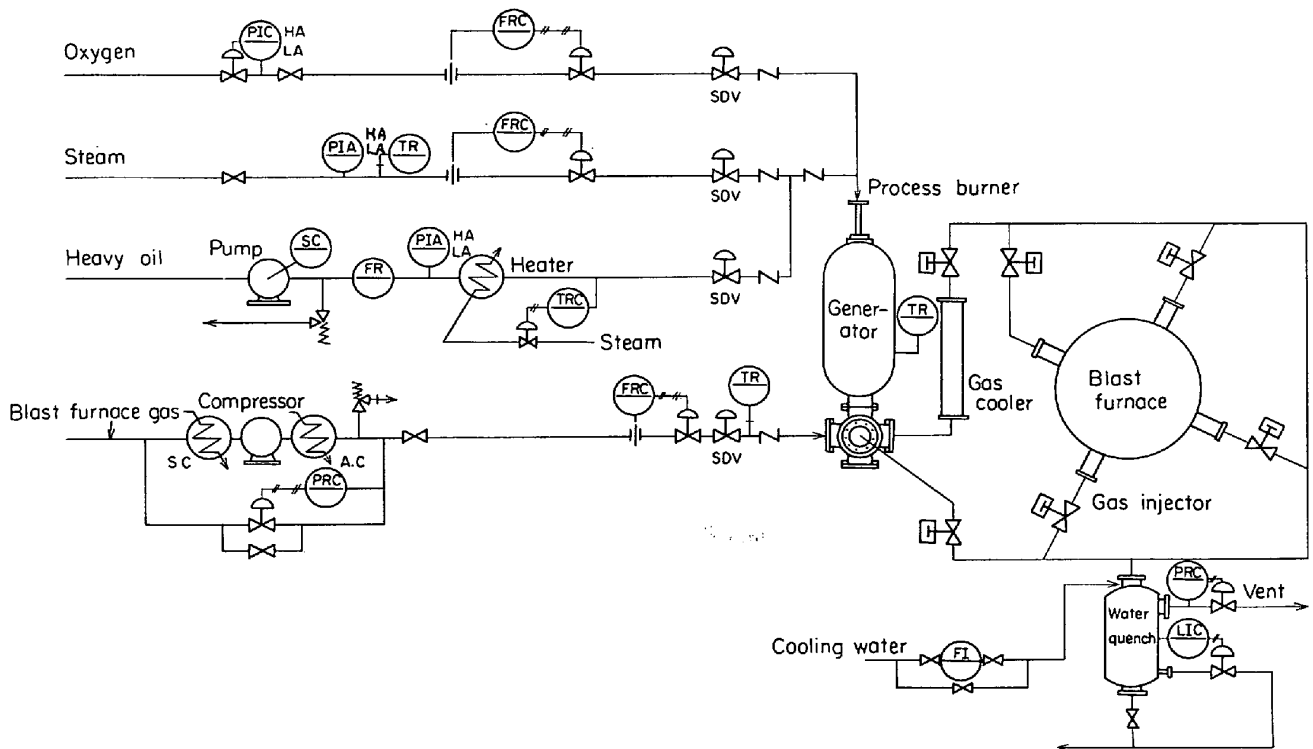 Oxygen
PIC
HA
LA
FRC
SDV
Steam
PIA
HA
LA
TR
FRC
SDV
Process burner
Heavy oil
Pump
SC
FR
PIA
HA
LA
Heater
TRC
Steam
SDV
Gener-
ator
TR
Gas
cooler
Blast
furnace
Gas injector
Blast furnace gas
Compressor
SC
A.C
PRC
FRC
SDV
TR
Cooling water
FI
Water
quench
PRC
Vent
LIC